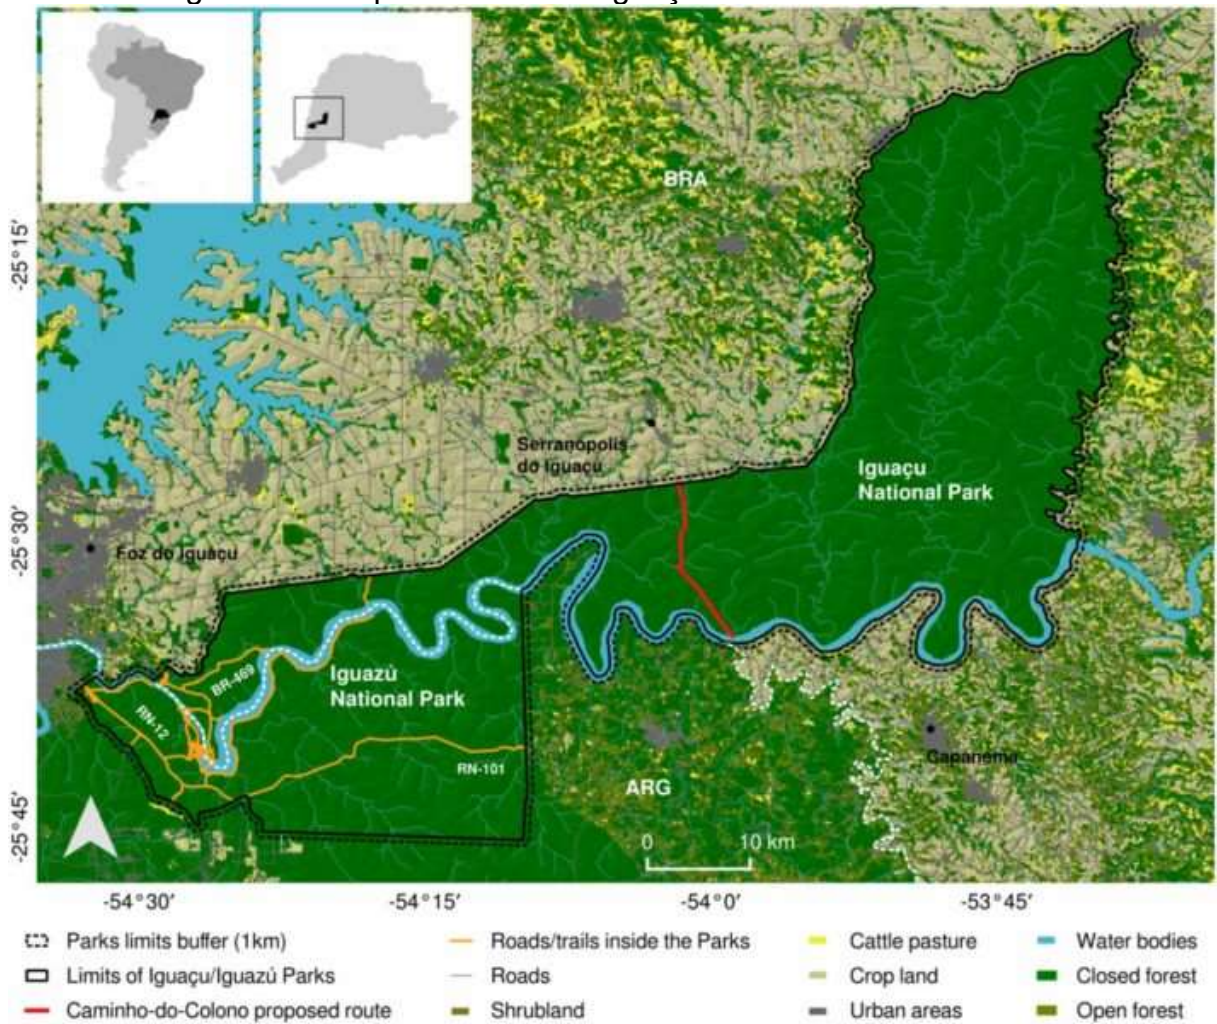 BRA
-25°15'
Serranópolis
do Iguaçu
Iguaçu
National Park
-25°30'
Foz do Iguaçu
Iguazú
National Park
BR-469
RN-12
RN-101
Capanema
ARG
-25°45'
0 10 km
-54°30' -54°15' -54°0' -53°45'
Parks limits buffer (1km) Roads/trails inside the Parks Cattle pasture Water bodies
Limits of Iguaçu/Iguazú Parks Roads Crop land Closed forest
Caminho-do-Colono proposed route Shrubland Urban areas Open forest